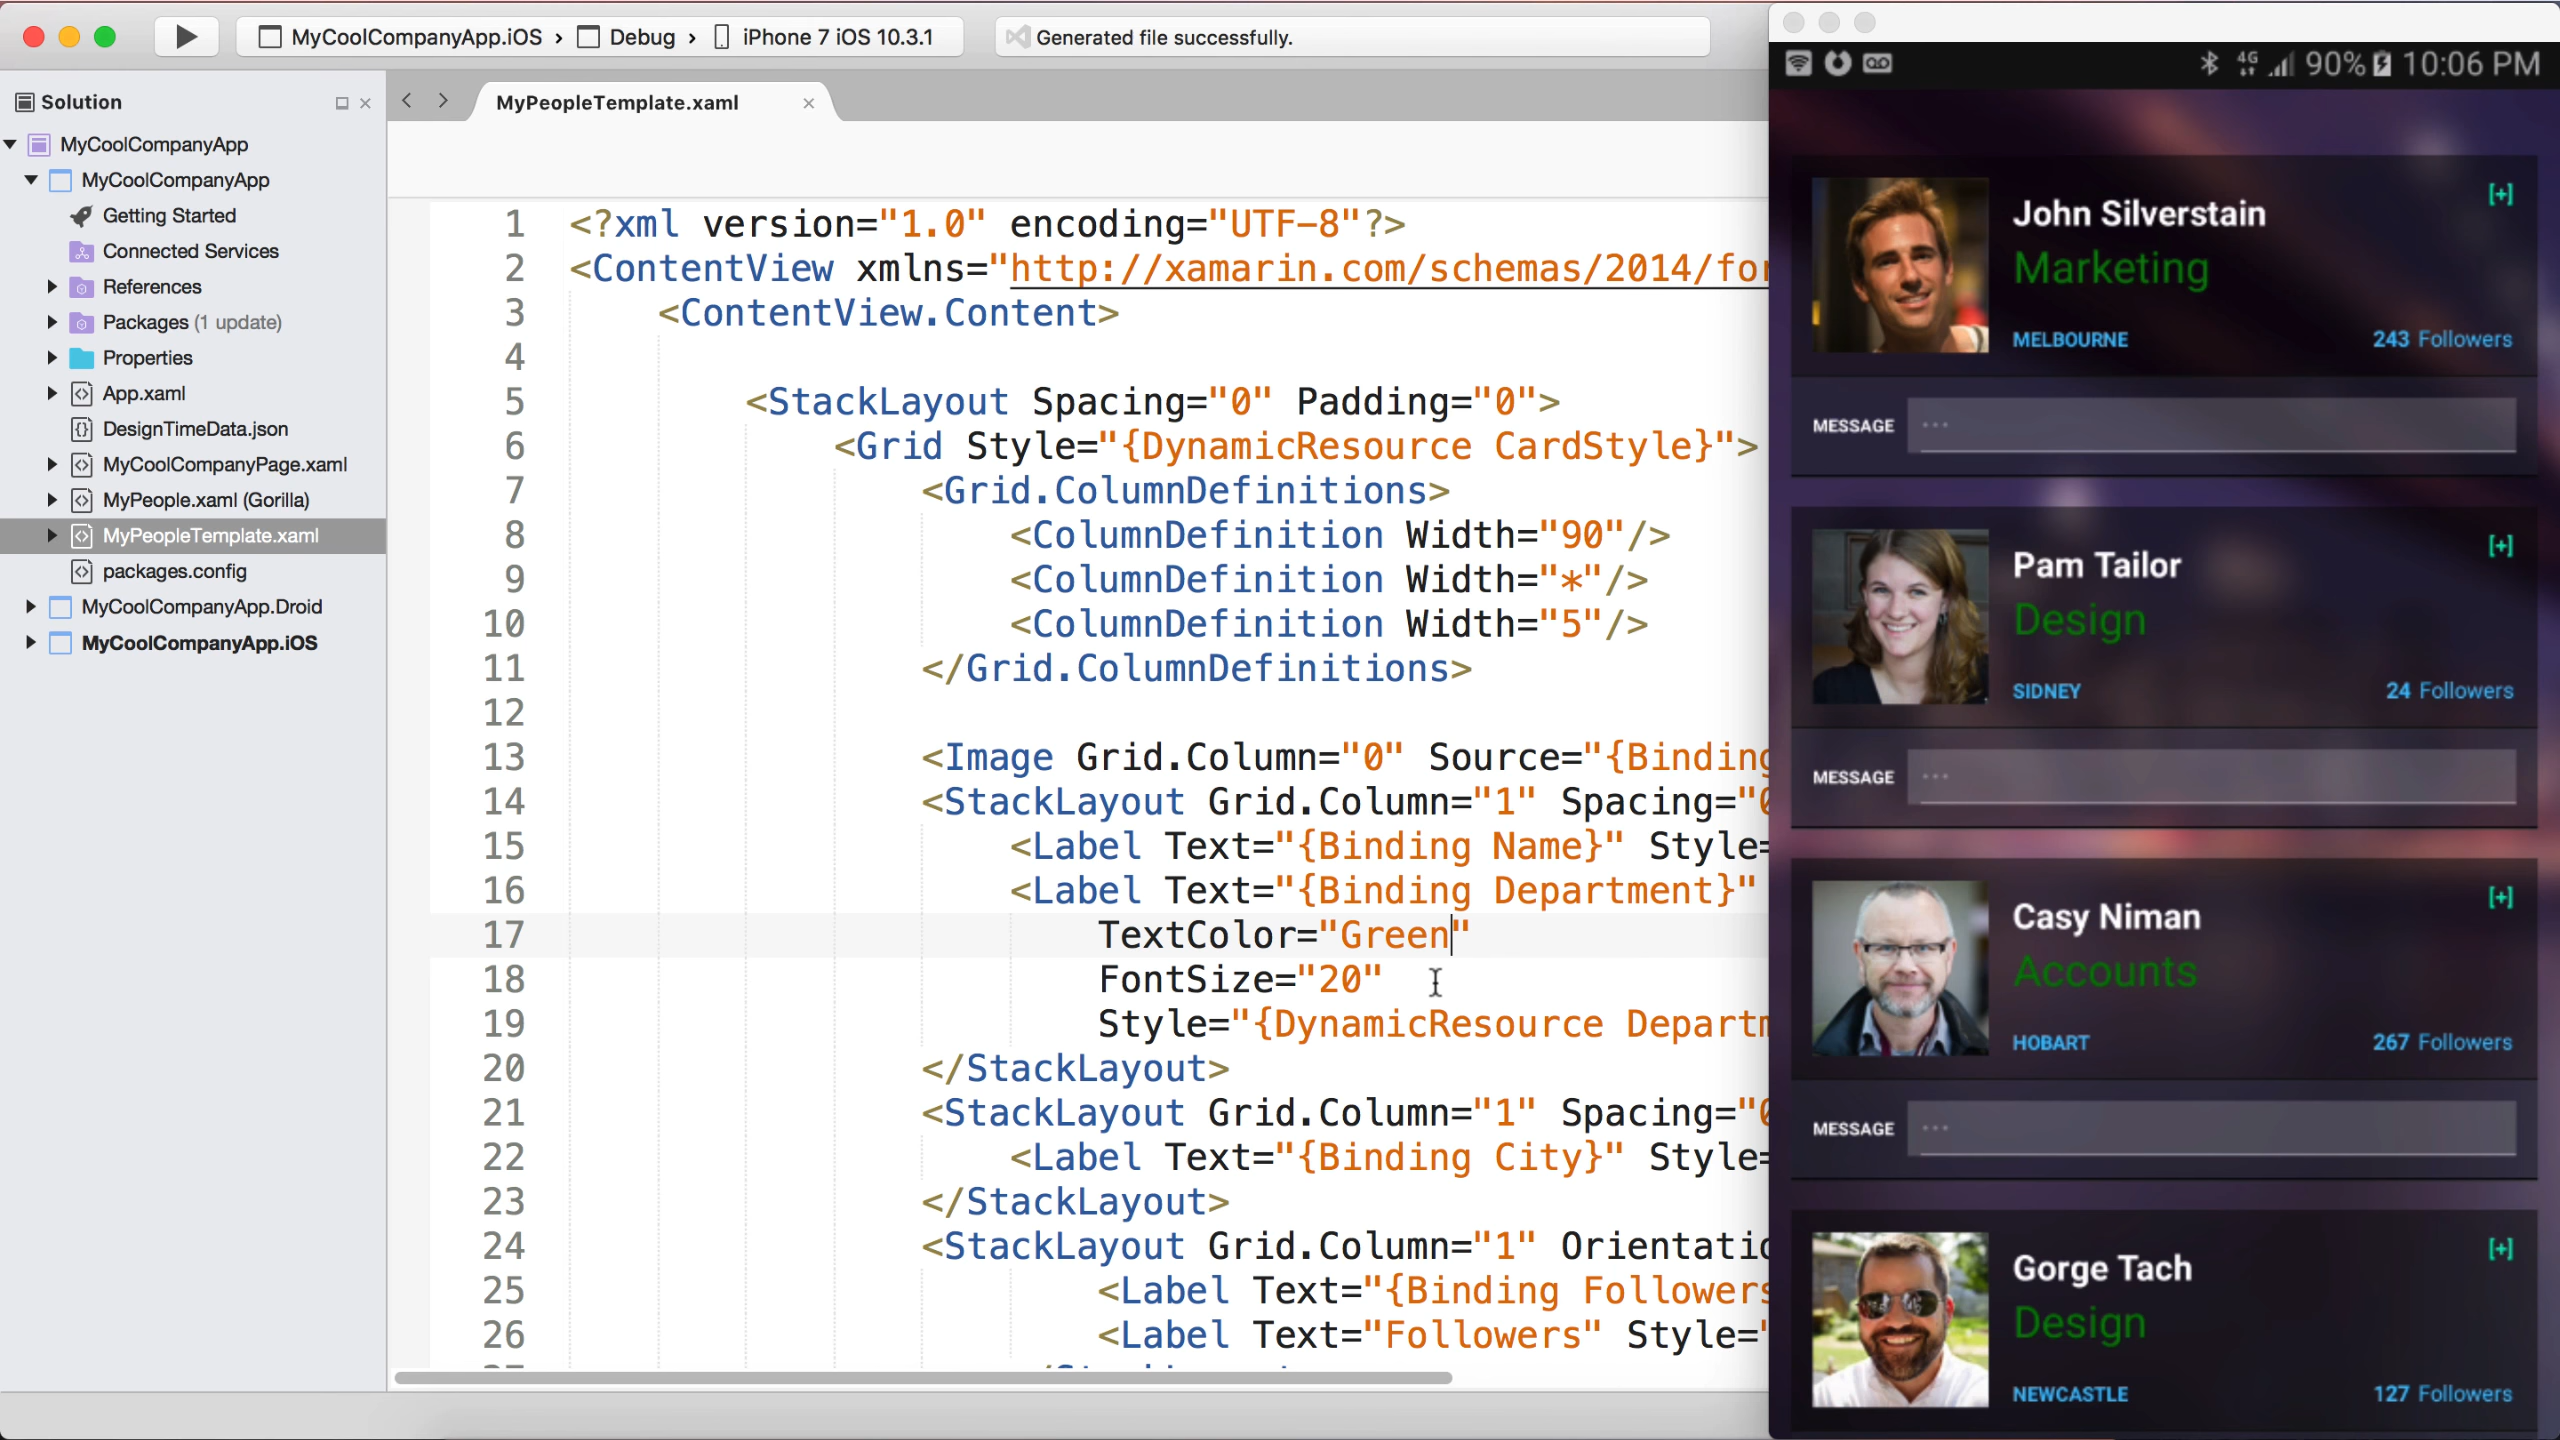 MyCoolCompanyApp.iOS › Debug › iPhone 7 iOS 10.3.1
Generated file successfully.
Solution
MyCoolCompanyApp
MyCoolCompanyApp
Getting Started
Connected Services
References
Packages (1 update)
Properties
App.xaml
DesignTimeData.json
MyCoolCompanyPage.xaml
MyPeople.xaml (Gorilla)
MyPeopleTemplate.xaml
packages.config
MyCoolCompanyApp.Droid
MyCoolCompanyApp.iOS
MyPeopleTemplate.xaml
1 <?xml version="1.0" encoding="UTF-8"?>
2 <ContentView xmlns="http://xamarin.com/schemas/2014/for
3 <ContentView.Content>
4
5 <StackLayout Spacing="0" Padding="0">
6 <Grid Style="{DynamicResource CardStyle}">
7 <Grid.ColumnDefinitions>
8 <ColumnDefinition Width="90"/>
9 <ColumnDefinition Width="*"/>
10 <ColumnDefinition Width="5"/>
11 </Grid.ColumnDefinitions>
12
13 <Image Grid.Column="0" Source="{Binding
14 <StackLayout Grid.Column="1" Spacing="0
15 <Label Text="{Binding Name}" Style=
16 <Label Text="{Binding Department}"
17 TextColor="Green"
18 FontSize="20"
19 Style="{DynamicResource Departm
20 </StackLayout>
21 <StackLayout Grid.Column="1" Spacing="0
22 <Label Text="{Binding City}" Style=
23 </StackLayout>
24 <StackLayout Grid.Column="1" Orientatio
25 <Label Text="{Binding Followers
26 <Label Text="Followers" Style="
4G 90% 10:06 PM
John Silverstain
[+]
Marketing
MELBOURNE 243 Followers
MESSAGE ...
Pam Tailor
[+]
Design
SIDNEY 24 Followers
MESSAGE ...
Casy Niman
[+]
Accounts
HOBART 267 Followers
MESSAGE ...
Gorge Tach
[+]
Design
NEWCASTLE 127 Followers